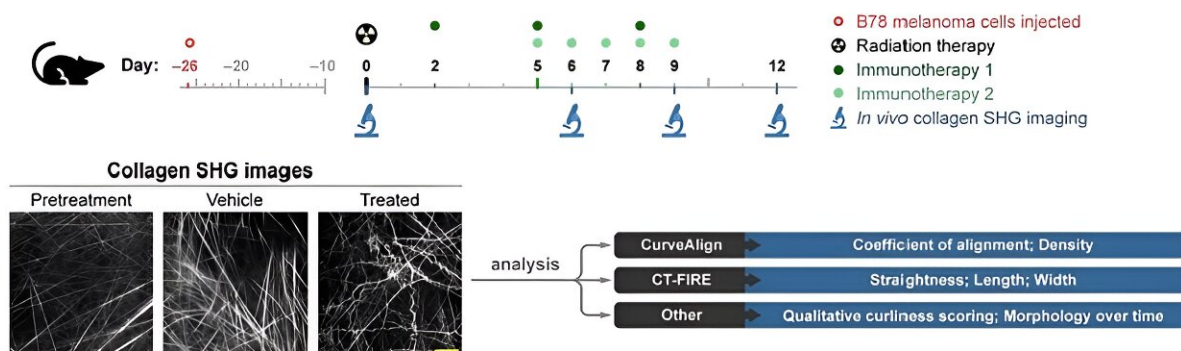 B78 melanoma cells injected
Radiation therapy
Day: –26 –20 –10 0 2 5 6 7 8 9 12
Immunotherapy 1
Immunotherapy 2
In vivo collagen SHG imaging
Collagen SHG images
Pretreatment Vehicle Treated
analysis
CurveAlign Coefficient of alignment; Density
CT-FIRE Straightness; Length; Width
Other Qualitative curliness scoring; Morphology over time